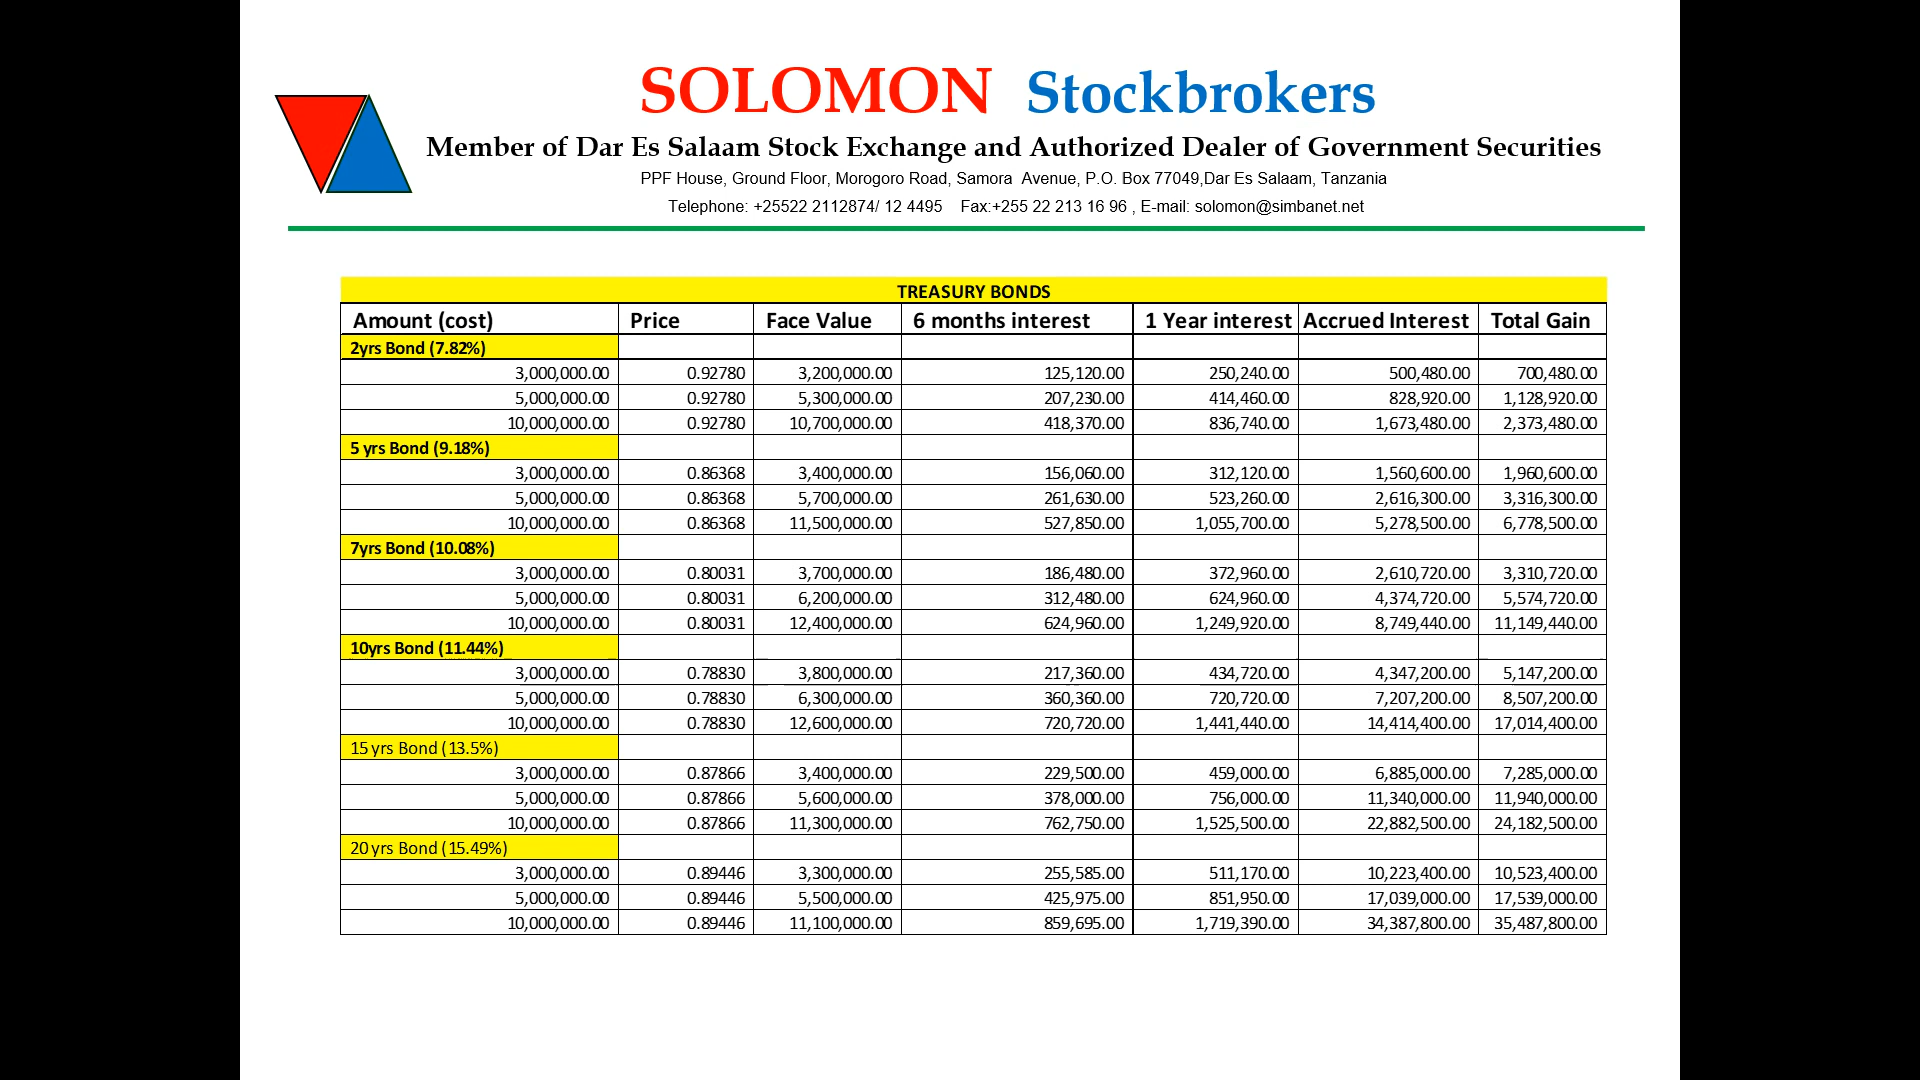 SOLOMON Stockbrokers
Member of Dar Es Salaam Stock Exchange and Authorized Dealer of Government Securities
PPF House, Ground Floor, Morogoro Road, Samora Avenue, P.O. Box 77049,Dar Es Salaam, Tanzania
Telephone: +25522 2112874/ 12 4495 Fax:+255 22 213 16 96 , E-mail: solomon@simbanet.net
TREASURY BONDS
Amount (cost) Price Face Value 6 months interest 1 Year interest Accrued Interest Total Gain
2yrs Bond (7.82%)
3,000,000.00 0.92780 3,200,000.00 125,120.00 250,240.00 500,480.00 700,480.00
5,000,000.00 0.92780 5,300,000.00 207,230.00 414,460.00 828,920.00 1,128,920.00
10,000,000.00 0.92780 10,700,000.00 418,370.00 836,740.00 1,673,480.00 2,373,480.00
5 yrs Bond (9.18%)
3,000,000.00 0.86368 3,400,000.00 156,060.00 312,120.00 1,560,600.00 1,960,600.00
5,000,000.00 0.86368 5,700,000.00 261,630.00 523,260.00 2,616,300.00 3,316,300.00
10,000,000.00 0.86368 11,500,000.00 527,850.00 1,055,700.00 5,278,500.00 6,778,500.00
7yrs Bond (10.08%)
3,000,000.00 0.80031 3,700,000.00 186,480.00 372,960.00 2,610,720.00 3,310,720.00
5,000,000.00 0.80031 6,200,000.00 312,480.00 624,960.00 4,374,720.00 5,574,720.00
10,000,000.00 0.80031 12,400,000.00 624,960.00 1,249,920.00 8,749,440.00 11,149,440.00
10yrs Bond (11.44%)
3,000,000.00 0.78830 3,800,000.00 217,360.00 434,720.00 4,347,200.00 5,147,200.00
5,000,000.00 0.78830 6,300,000.00 360,360.00 720,720.00 7,207,200.00 8,507,200.00
10,000,000.00 0.78830 12,600,000.00 720,720.00 1,441,440.00 14,414,400.00 17,014,400.00
15 yrs Bond (13.5%)
3,000,000.00 0.87866 3,400,000.00 229,500.00 459,000.00 6,885,000.00 7,285,000.00
5,000,000.00 0.87866 5,600,000.00 378,000.00 756,000.00 11,340,000.00 11,940,000.00
10,000,000.00 0.87866 11,300,000.00 762,750.00 1,525,500.00 22,882,500.00 24,182,500.00
20 yrs Bond (15.49%)
3,000,000.00 0.89446 3,300,000.00 255,585.00 511,170.00 10,223,400.00 10,523,400.00
5,000,000.00 0.89446 5,500,000.00 425,975.00 851,950.00 17,039,000.00 17,539,000.00
10,000,000.00 0.89446 11,100,000.00 859,695.00 1,719,390.00 34,387,800.00 35,487,800.00